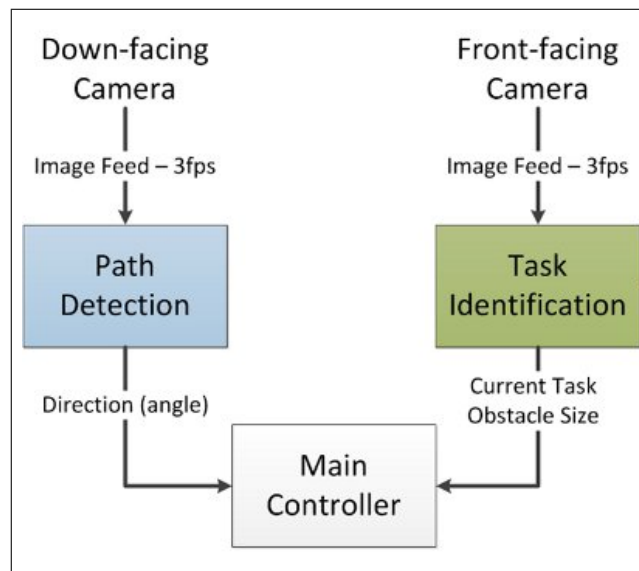 Down-facing
Camera
Front-facing
Camera
Image Feed – 3fps
Image Feed – 3fps
Path
Detection
Task
Identification
Direction (angle)
Current Task
Obstacle Size
Main
Controller